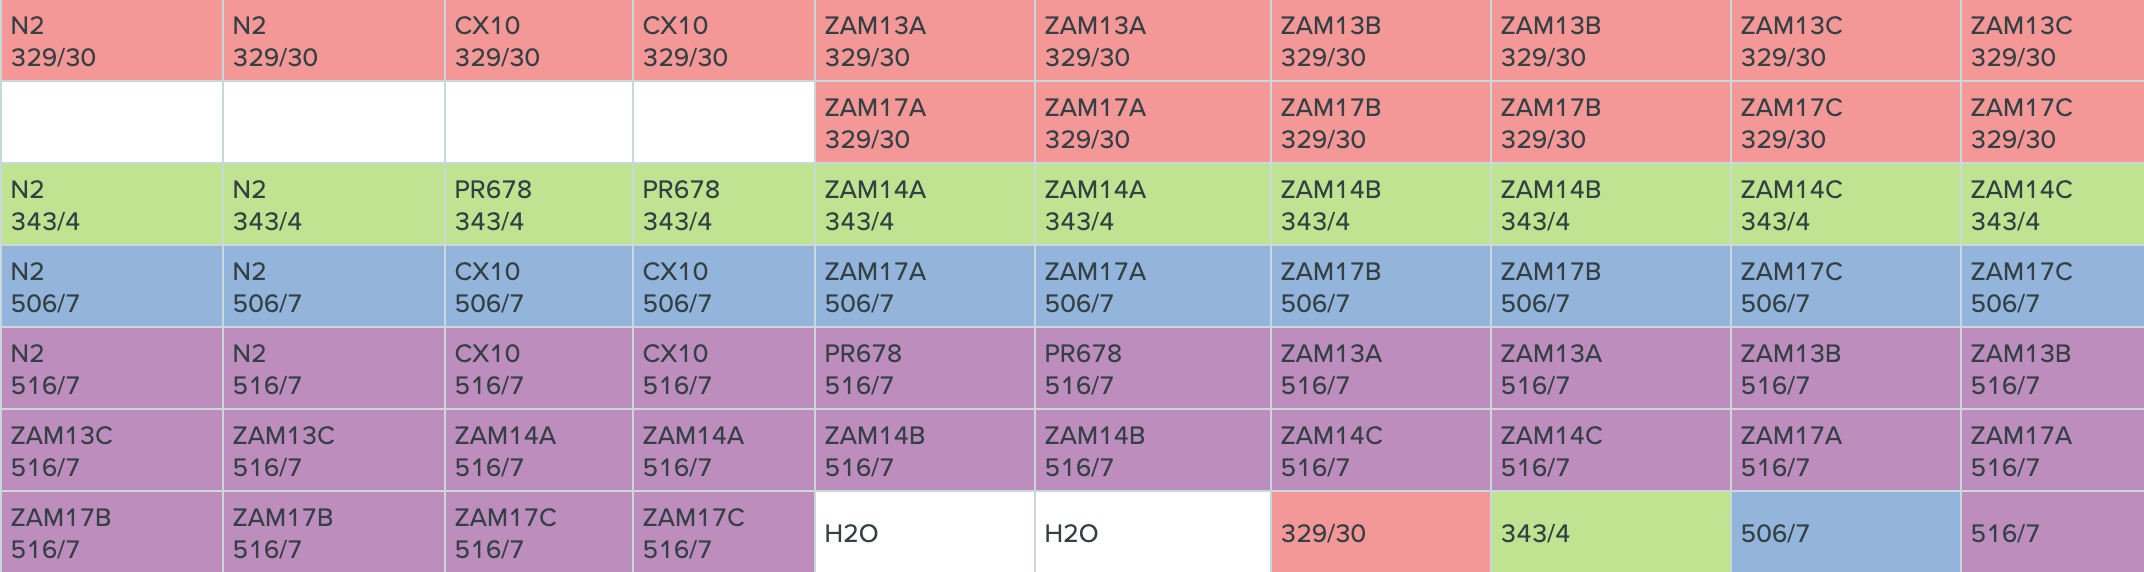 N2 N2 CX10 CX10 ZAM13A ZAM13A ZAM13B ZAM13B ZAM13C ZAM13C
329/30 329/30 329/30 329/30 329/30 329/30 329/30 329/30 329/30 329/30
ZAM17A ZAM17A ZAM17B ZAM17B ZAM17C ZAM17C
329/30 329/30 329/30 329/30 329/30 329/30
N2 N2 PR678 PR678 ZAM14A ZAM14A ZAM14B ZAM14B ZAM14C ZAM14C
343/4 343/4 343/4 343/4 343/4 343/4 343/4 343/4 343/4 343/4
N2 N2 CX10 CX10 ZAM17A ZAM17A ZAM17B ZAM17B ZAM17C ZAM17C
506/7 506/7 506/7 506/7 506/7 506/7 506/7 506/7 506/7 506/7
N2 N2 CX10 CX10 PR678 PR678 ZAM13A ZAM13A ZAM13B ZAM13B
516/7 516/7 516/7 516/7 516/7 516/7 516/7 516/7 516/7 516/7
ZAM13C ZAM13C ZAM14A ZAM14A ZAM14B ZAM14B ZAM14C ZAM14C ZAM17A ZAM17A
516/7 516/7 516/7 516/7 516/7 516/7 516/7 516/7 516/7 516/7
ZAM17B ZAM17B ZAM17C ZAM17C
516/7 516/7 516/7 516/7
H2O H2O 329/30 343/4 506/7 516/7